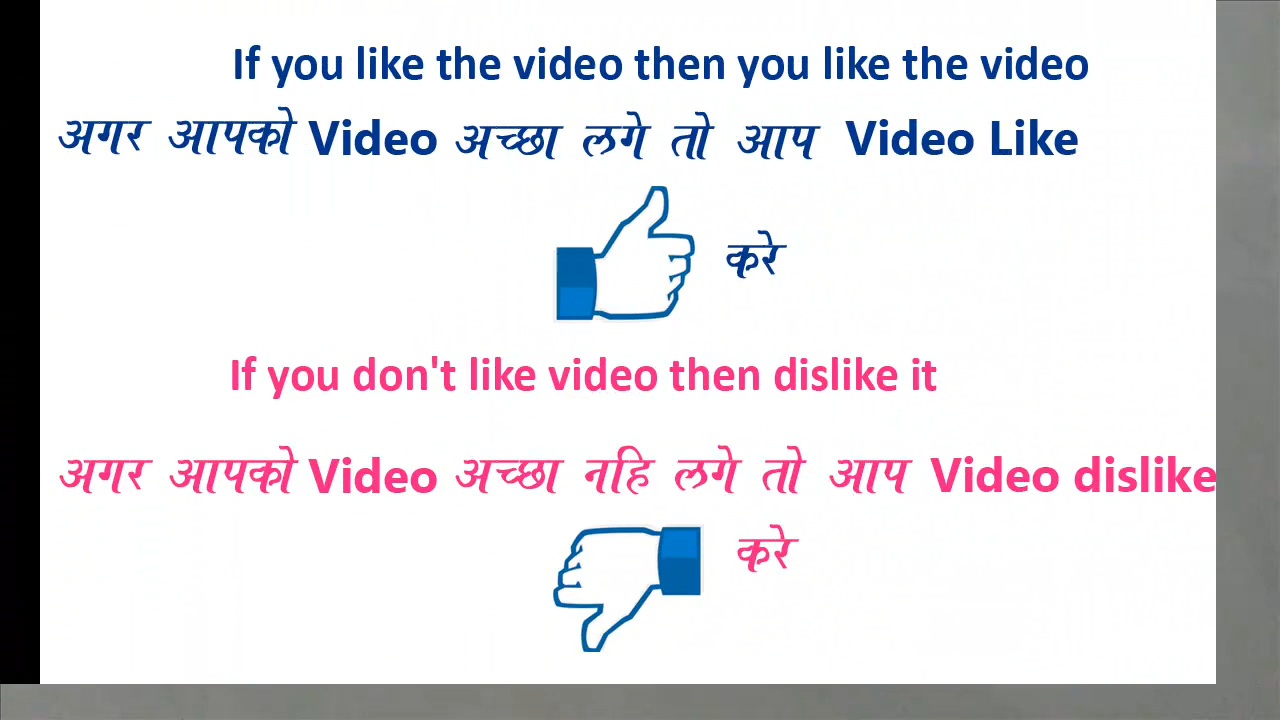 If you like the video then you like the video
अगर आपको Video अच्छा लगे तो आप Video Like
करे
If you don't like video then dislike it
अगर आपको Video अच्छा नहि लगे तो आप Video dislike
करे